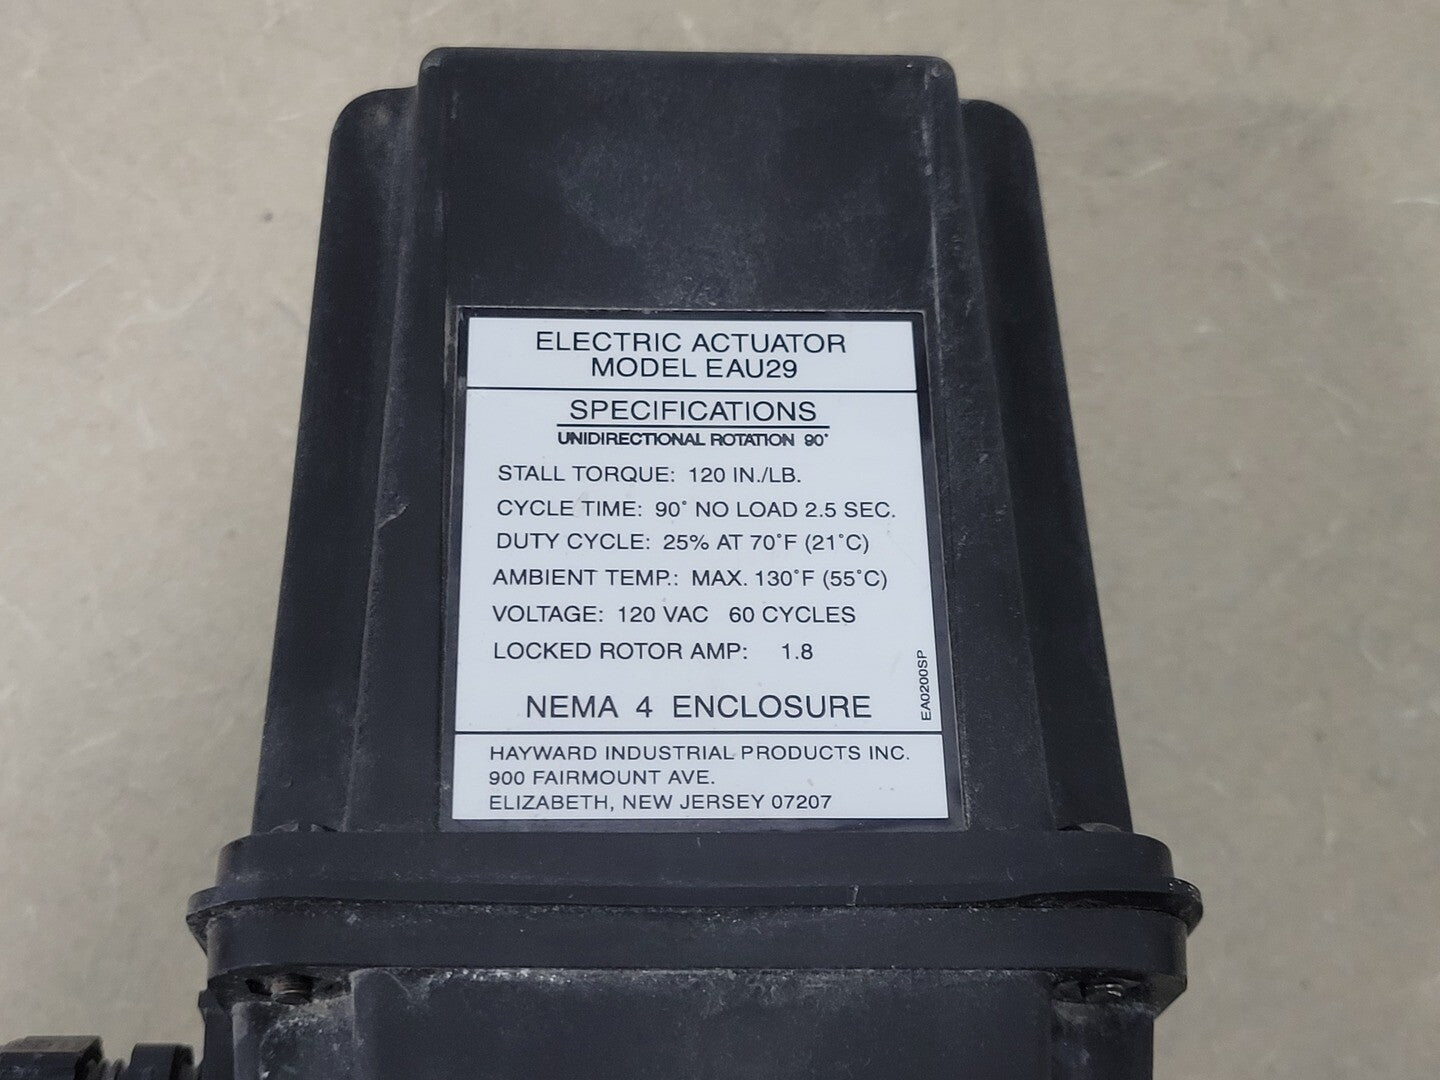 ELECTRIC ACTUATOR
MODEL EAU29
SPECIFICATIONS
UNIDIRECTIONAL ROTATION 90°
STALL TORQUE: 120 IN./LB.
CYCLE TIME: 90° NO LOAD 2.5 SEC.
DUTY CYCLE: 25% AT 70°F (21°C)
AMBIENT TEMP.: MAX. 130°F (55°C)
VOLTAGE: 120 VAC 60 CYCLES
LOCKED ROTOR AMP: 1.8
NEMA 4 ENCLOSURE
EA0200SP
HAYWARD INDUSTRIAL PRODUCTS INC.
900 FAIRMOUNT AVE.
ELIZABETH, NEW JERSEY 07207